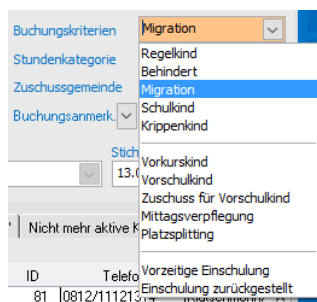 Buchungskriterien Migration
Stundenkategorie
Zuschussgemeinde
Buchungsanmerk.
Regelkind
Behindert
Migration
Schulkind
Krippenkind
Vorkurskind
Vorschulkind
Zuschuss für Vorschulkind
Mittagsverpflegung
Platzsplitting
Vorzeitige Einschulung
Einschulung zurückgestellt
Stich
13.0
Nicht mehr aktive K
ID Telefo
81 0812/11121314